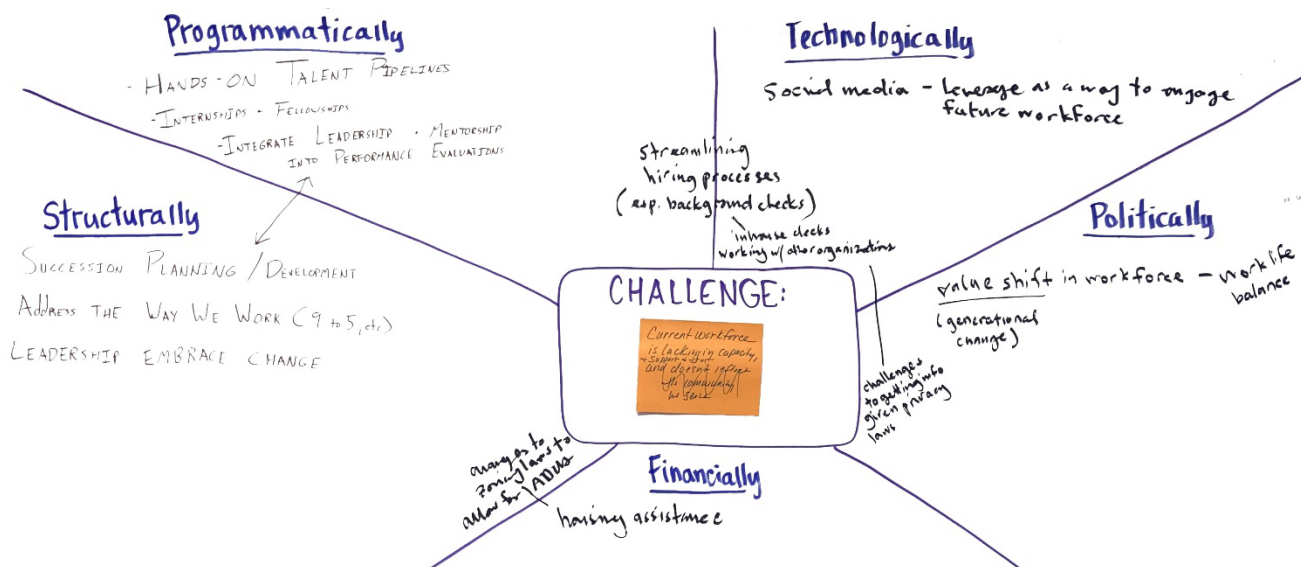 Programmatically
- HANDS-ON TALENT PIPELINES
- INTERNSHIPS + FELLOWSHIPS
- INTEGRATE LEADERSHIP + MENTORSHIP
INTO PERFORMANCE EVALUATIONS
Structurally
SUCCESSION PLANNING / DEVELOPMENT
ADDRESS THE WAY WE WORK (9 to 5, etc)
LEADERSHIP EMBRACE CHANGE
Technologically
Social media - leverage as a way to engage
future workforce
streamlining
hiring processes
(esp. background checks)
inhouse checks
working w/ other organizations
Politically
value shift in workforce - work life
balance
(generational
change)
challenges
to getting info
given privacy
laws
CHALLENGE:
Current workforce
is lacking in capacity,
+ support + staff
and doesn't reflect
the community
we serve
Financially
changes to
zoning laws to
allow for ADUs
housing assistance